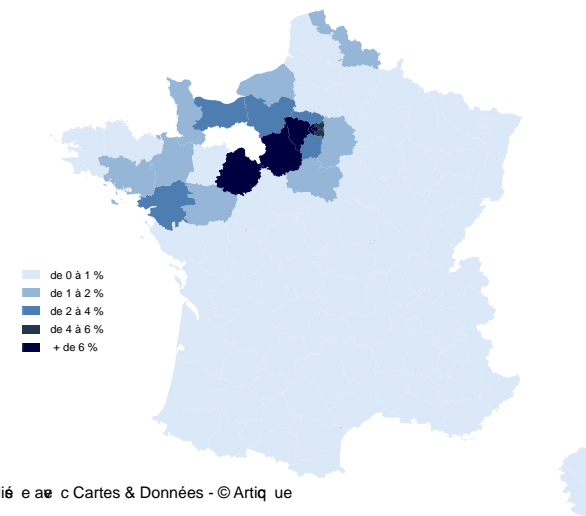 de 0 à 1 %
de 1 à 2 %
de 2 à 4 %
de 4 à 6 %
+ de 6 %
c Cartes & Données - © Artiq ue